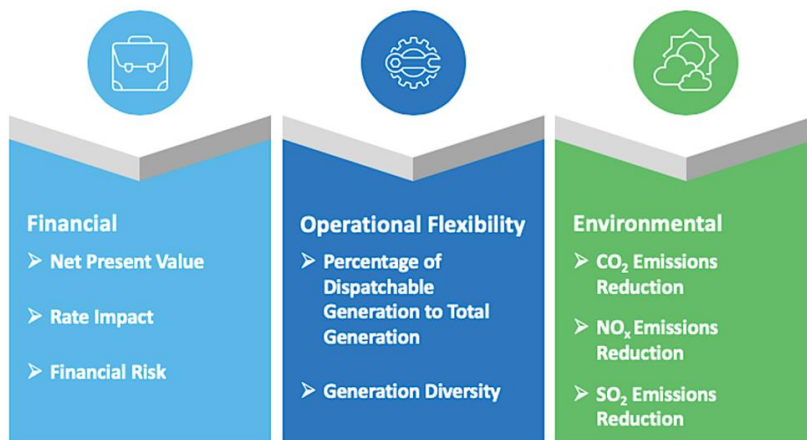 Financial
➤ Net Present Value
➤ Rate Impact
➤ Financial Risk
Operational Flexibility
➤ Percentage of
Dispatchable
Generation to Total
Generation
➤ Generation Diversity
Environmental
➤ CO₂ Emissions
Reduction
➤ NOₓ Emissions
Reduction
➤ SO₂ Emissions
Reduction